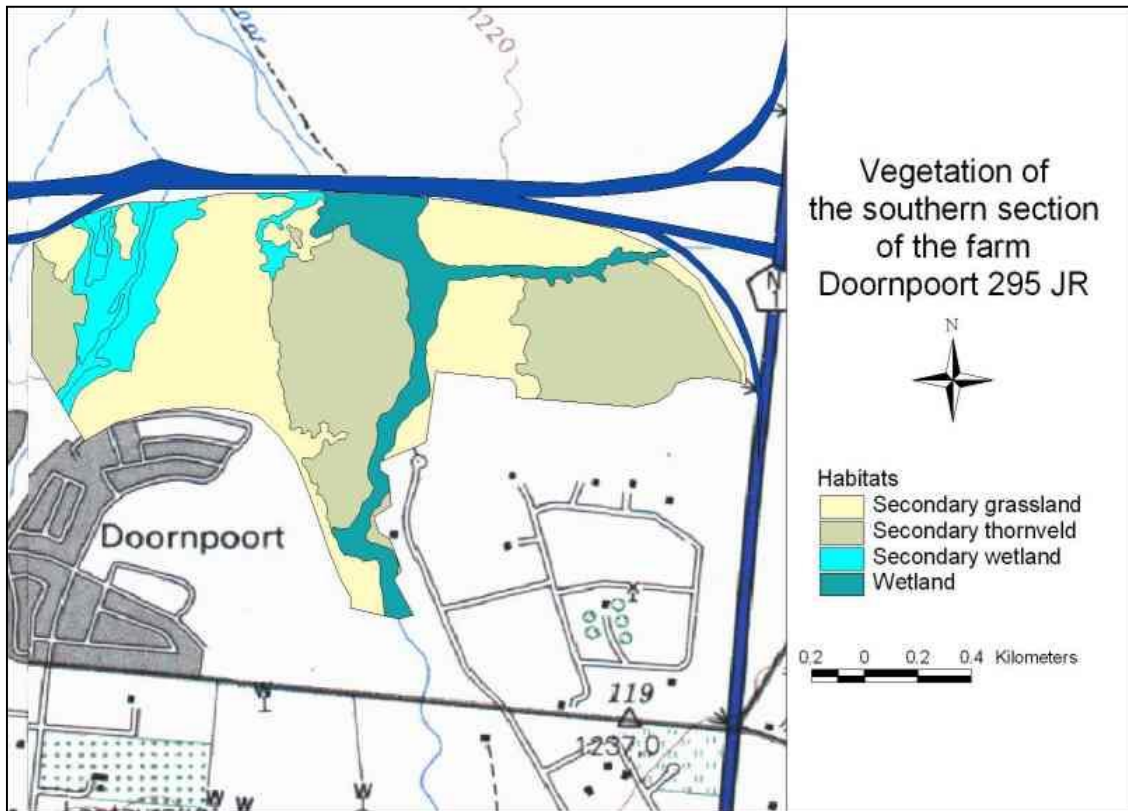 1220
Vegetation of
the southern section
of the farm
Doornpoort 295 JR
N
N
1
Habitats
Secondary grassland
Secondary thornveld
Secondary wetland
Wetland
Doornpoort
0.2 0 0.2 0.4 Kilometers
119
1237.0
W
W
W
W
W